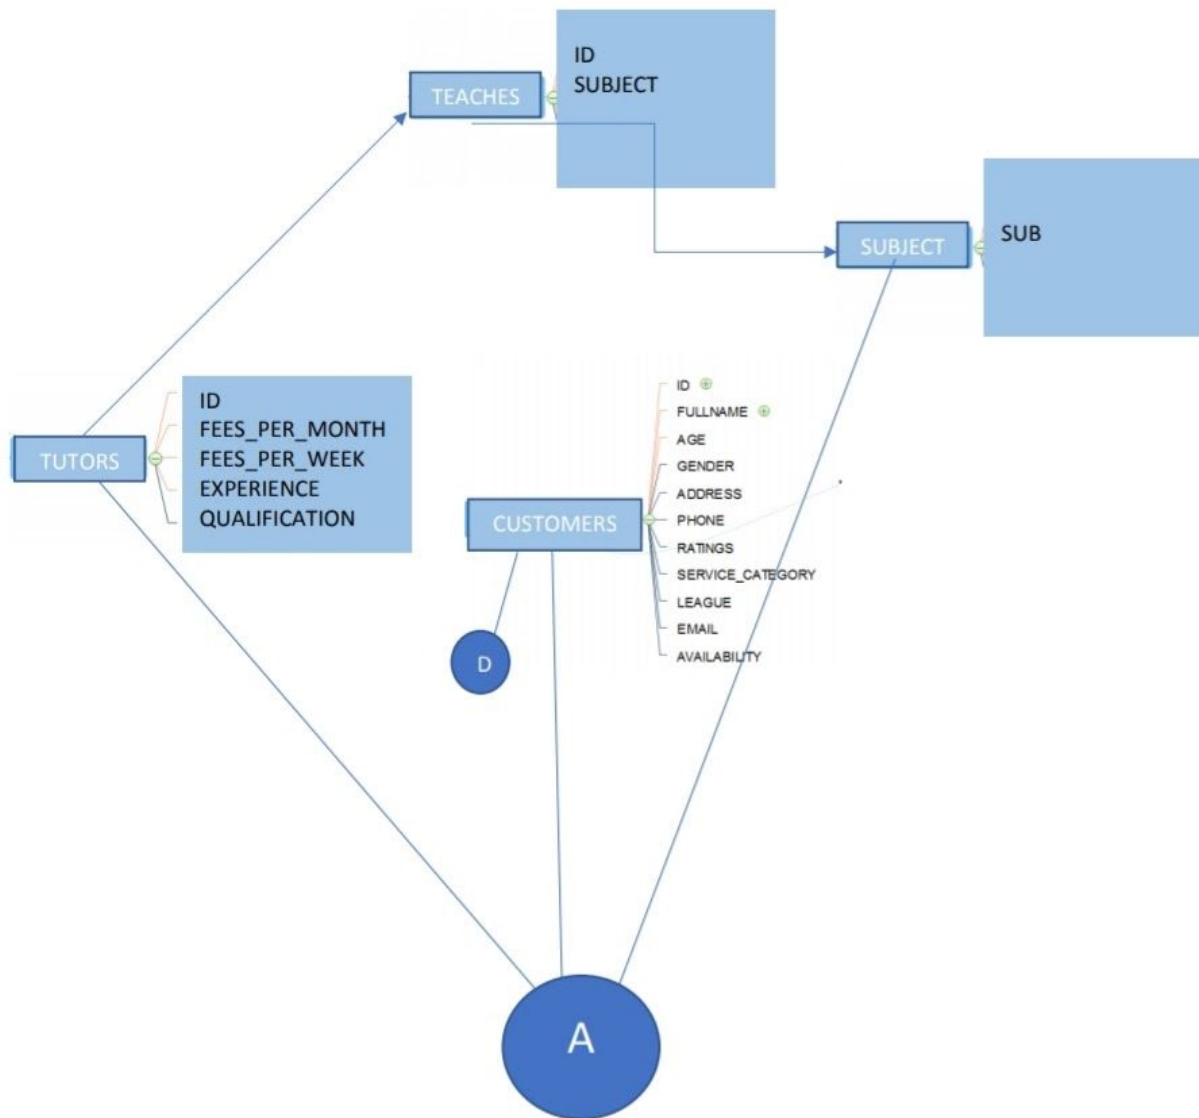 TEACHES
ID
SUBJECT
SUBJECT
SUB
TUTORS
ID
FEES_PER_MONTH
FEES_PER_WEEK
EXPERIENCE
QUALIFICATION
CUSTOMERS
ID
FULLNAME
AGE
GENDER
ADDRESS
PHONE
RATINGS
SERVICE_CATEGORY
LEAGUE
EMAIL
AVAILABILITY
D
A